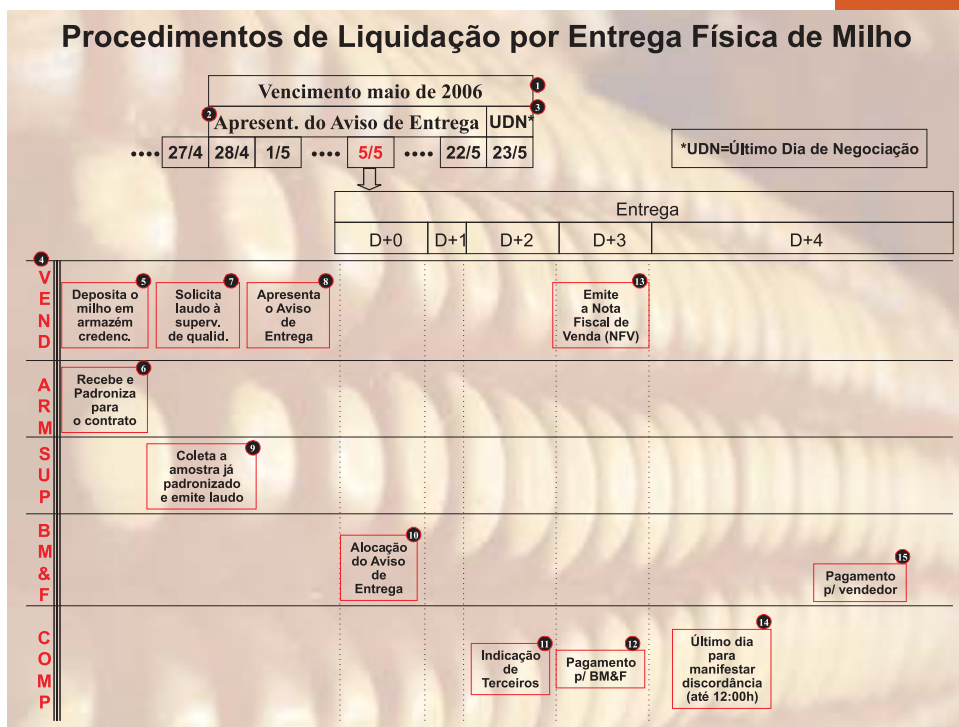 Procedimentos de Liquidação por Entrega Física de Milho
Vencimento maio de 2006
1
2
Apresent. do Aviso de Entrega
UDN*
3
•••• 27/4 28/4 1/5 •••• 5/5 •••• 22/5 23/5
*UDN=Último Dia de Negociação
Entrega
D+0 D+1 D+2 D+3 D+4
4
VEND
5
Deposita o
milho em
armazém
credenc.
7
Solicita
laudo à
superv.
de qualid.
8
Apresenta
o Aviso
de
Entrega
13
Emite
a Nota
Fiscal de
Venda (NFV)
ARM
6
Recebe e
Padroniza
para
o contrato
SUP
9
Coleta a
amostra já
padronizado
e emite laudo
BM&F
10
Alocação
do Aviso
de
Entrega
15
Pagamento
p/ vendedor
COMP
11
Indicação
de
Terceiros
12
Pagamento
p/ BM&F
14
Último dia
para
manifestar
discordância
(até 12:00h)